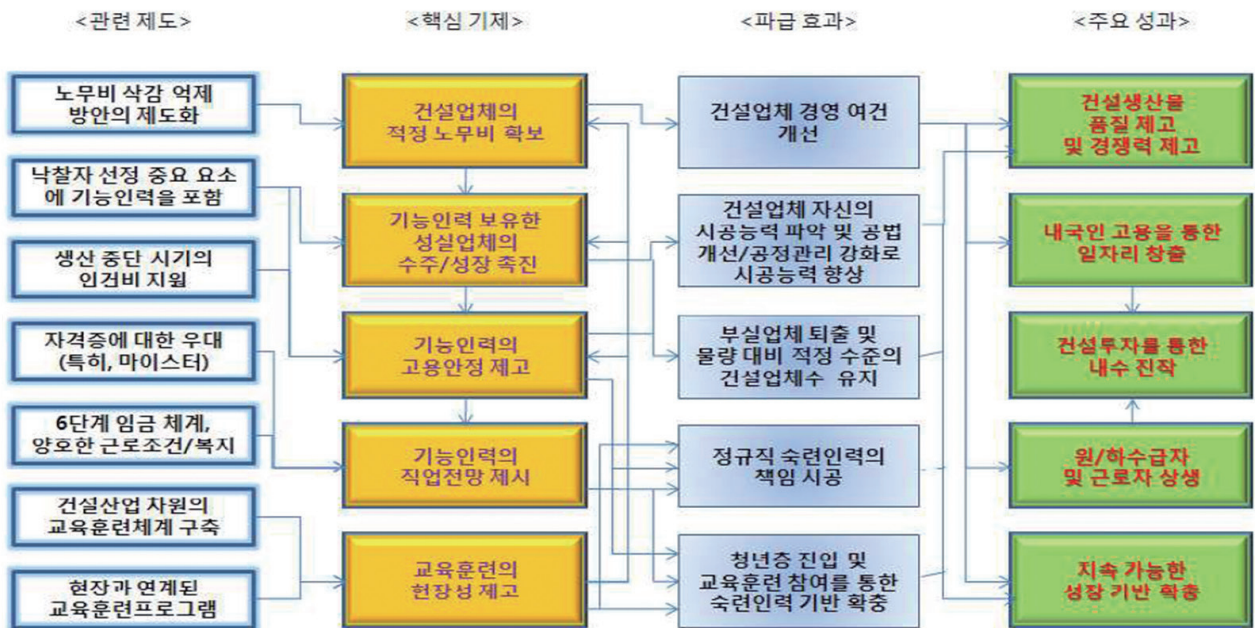 <관련 제도>
<핵심 기제>
<파급 효과>
<주요 성과>
노무비 삭감 억제
방안의 제도화
낙찰자 선정 중요 요소
에 기능인력을 포함
생산 중단 시기의
인건비 지원
자격증에 대한 우대
(특히, 마이스터)
6단계 임금 체계,
양호한 근로조건/복지
건설산업 차원의
교육훈련체계 구축
현장과 연계된
교육훈련프로그램
건설업체의
적정 노무비 확보
기능인력 보유한
성실업체의
수주/성장 촉진
기능인력의
고용안정 제고
기능인력의
직업전망 제시
교육훈련의
현장성 제고
건설업체 경영 여건
개선
건설업체 자신의
시공능력 파악 및 공법
개선/공정관리 강화로
시공능력 향상
부실업체 퇴출 및
물량 대비 적정 수준의
건설업체수 유지
정규직 숙련인력의
책임 시공
청년층 진입 및
교육훈련 참여를 통한
숙련인력 기반 확충
건설생산물
품질 제고
및 경쟁력 제고
내국인 고용을 통한
일자리 창출
건설투자를 통한
내수 진작
원/하수급자
및 근로자 상생
지속 가능한
성장 기반 확충